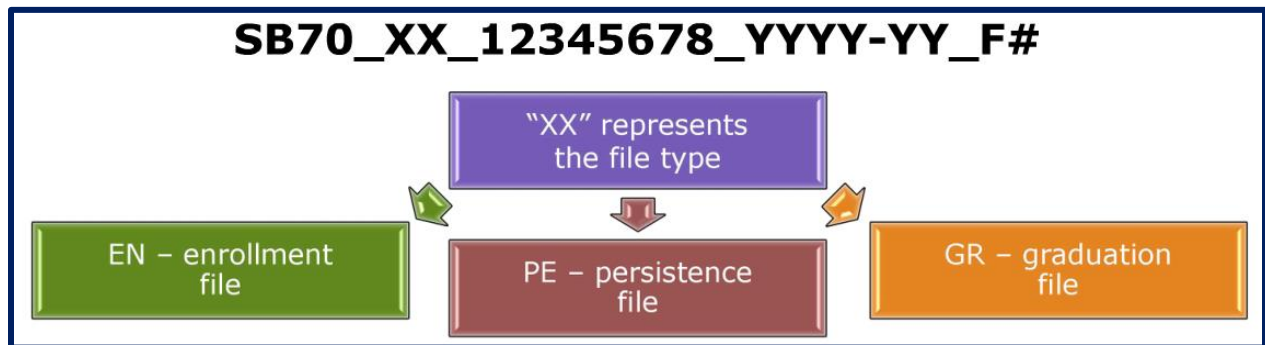 SB70_XX_12345678_YYYY-YY_F#
“XX” represents
the file type
EN – enrollment
file
PE – persistence
file
GR – graduation
file